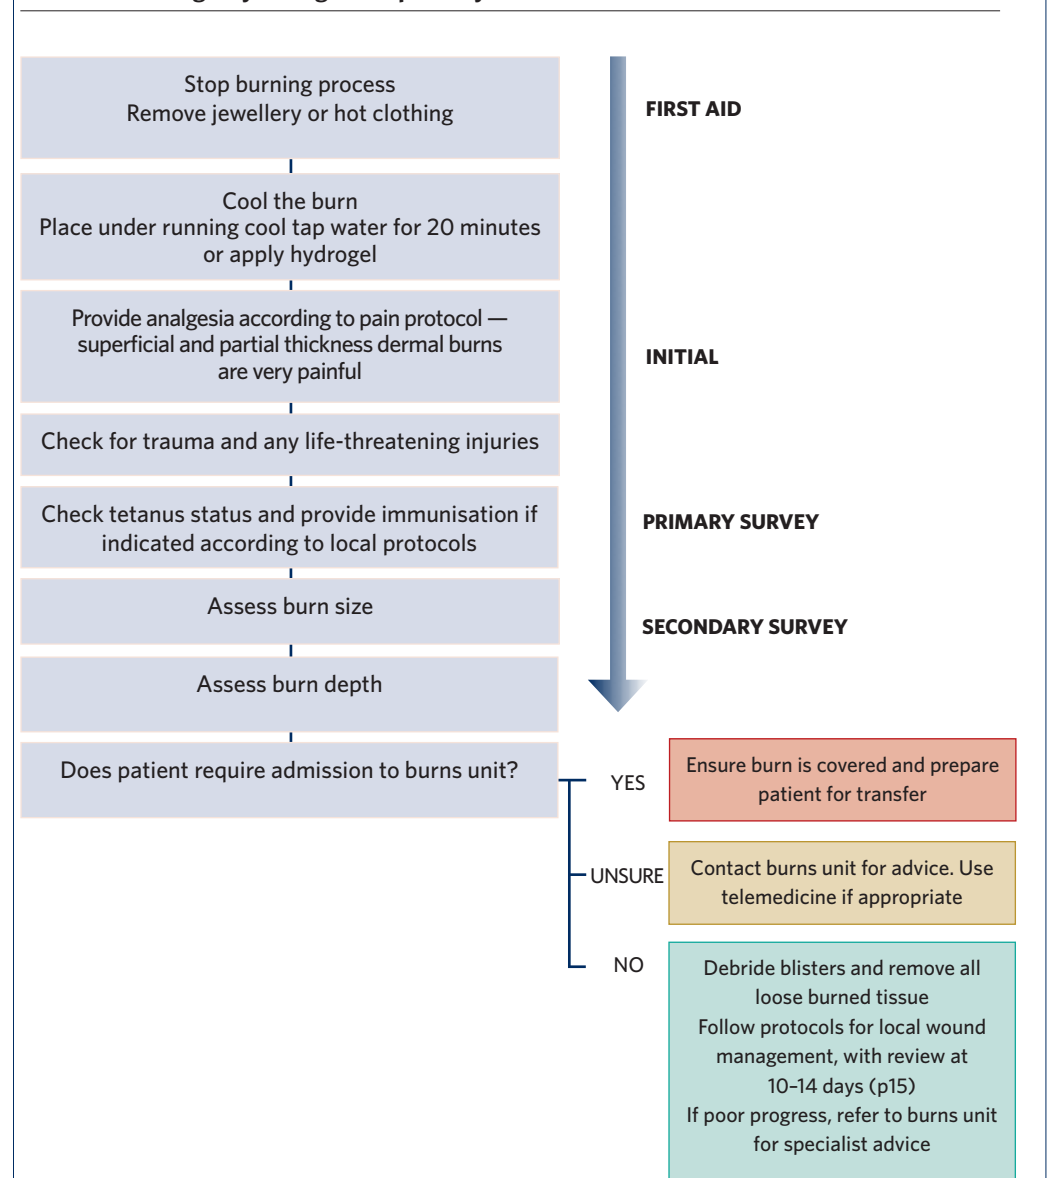 Stop burning process
Remove jewellery or hot clothing
FIRST AID
Cool the burn
Place under running cool tap water for 20 minutes
or apply hydrogel
Provide analgesia according to pain protocol —
superficial and partial thickness dermal burns
are very painful
INITIAL
Check for trauma and any life-threatening injuries
Check tetanus status and provide immunisation if
indicated according to local protocols
PRIMARY SURVEY
Assess burn size
SECONDARY SURVEY
Assess burn depth
Does patient require admission to burns unit?
YES
Ensure burn is covered and prepare
patient for transfer
UNSURE
Contact burns unit for advice. Use
telemedicine if appropriate
NO
Debride blisters and remove all
loose burned tissue
Follow protocols for local wound
management, with review at
10–14 days (p15)
If poor progress, refer to burns unit
for specialist advice